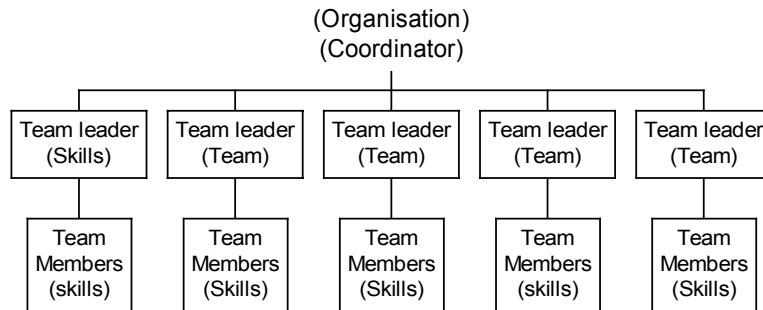 (Organisation)
(Coordinator)
Team leader
(Skills)
Team leader
(Team)
Team leader
(Team)
Team leader
(Team)
Team leader
(Team)
Team
Members
(skills)
Team
Members
(Skills)
Team
Members
(Skills)
Team
Members
(skills)
Team
Members
(Skills)